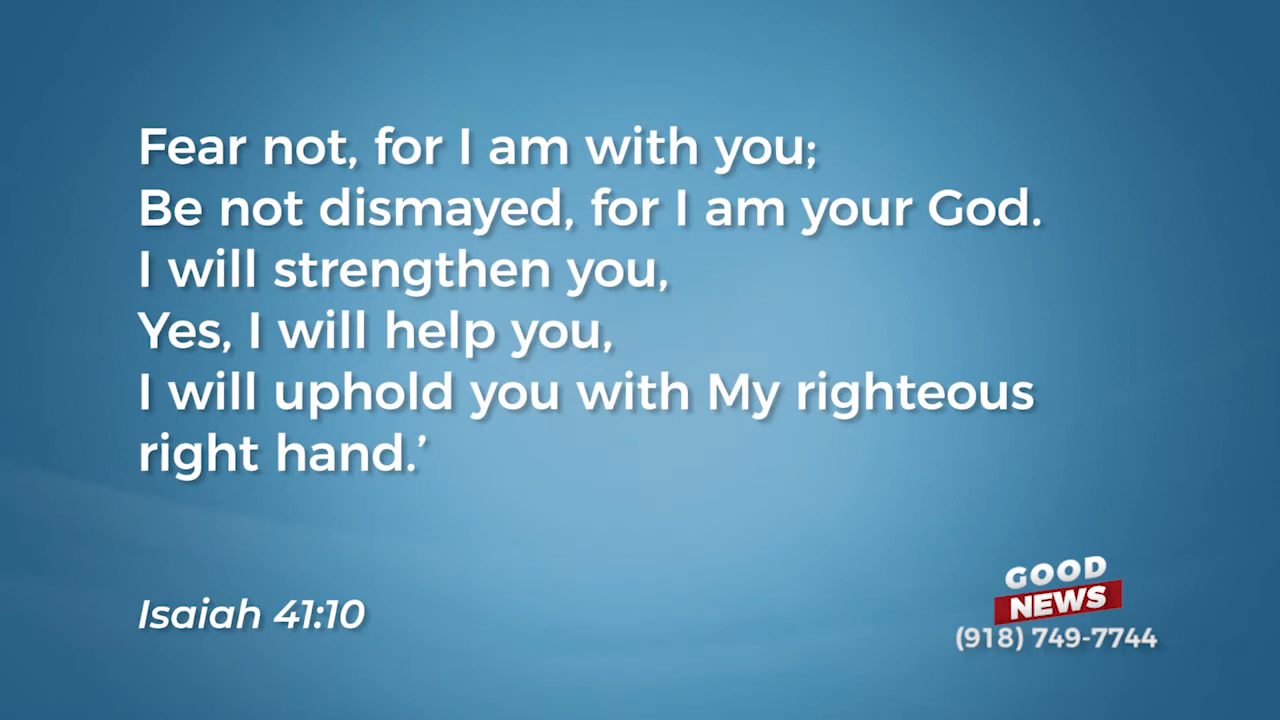 Fear not, for I am with you;
Be not dismayed, for I am your God.
I will strengthen you,
Yes, I will help you,
I will uphold you with My righteous
right hand.’
Isaiah 41:10
GOOD
NEWS
(918) 749-7744